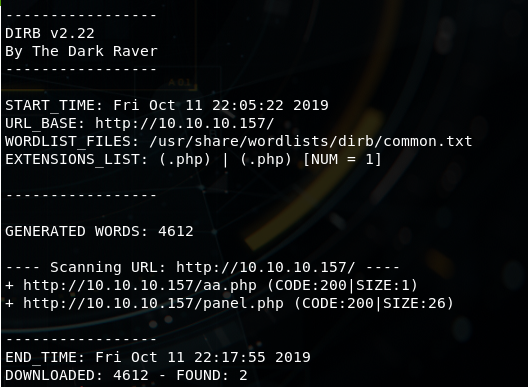 -----------------
DIRB v2.22
By The Dark Raver
-----------------
START_TIME: Fri Oct 11 22:05:22 2019
URL_BASE: http://10.10.10.157/
WORDLIST_FILES: /usr/share/wordlists/dirb/common.txt
EXTENSIONS_LIST: (.php) | (.php) [NUM = 1]
-----------------
GENERATED WORDS: 4612
---- Scanning URL: http://10.10.10.157/ ----
+ http://10.10.10.157/aa.php (CODE:200|SIZE:1)
+ http://10.10.10.157/panel.php (CODE:200|SIZE:26)
-----------------
END_TIME: Fri Oct 11 22:17:55 2019
DOWNLOADED: 4612 - FOUND: 2